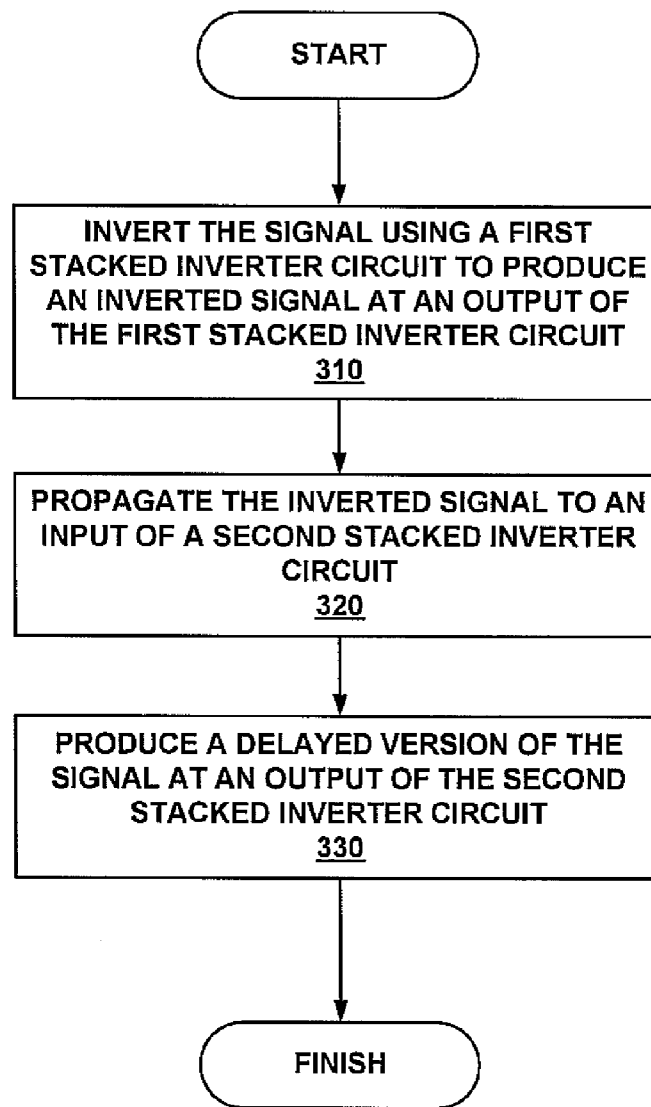 START
INVERT THE SIGNAL USING A FIRST
STACKED INVERTER CIRCUIT TO PRODUCE
AN INVERTED SIGNAL AT AN OUTPUT OF
THE FIRST STACKED INVERTER CIRCUIT
310
PROPAGATE THE INVERTED SIGNAL TO AN
INPUT OF A SECOND STACKED INVERTER
CIRCUIT
320
PRODUCE A DELAYED VERSION OF THE
SIGNAL AT AN OUTPUT OF THE SECOND
STACKED INVERTER CIRCUIT
330
FINISH